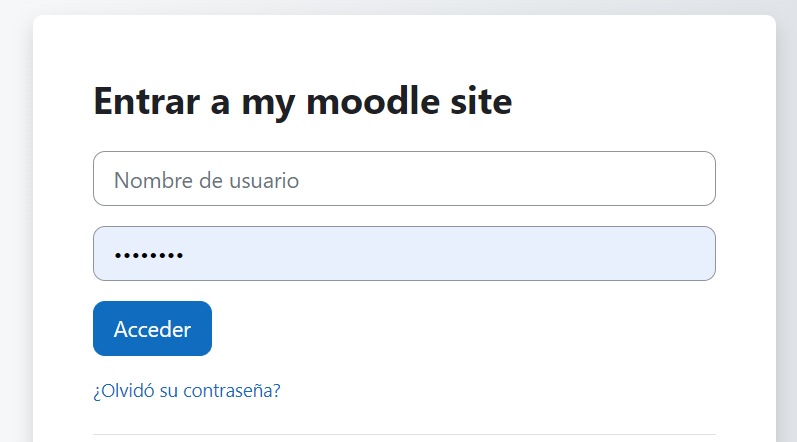 Entrar a my moodle site
Nombre de usuario
••••••••
Acceder
¿Olvidó su contraseña?